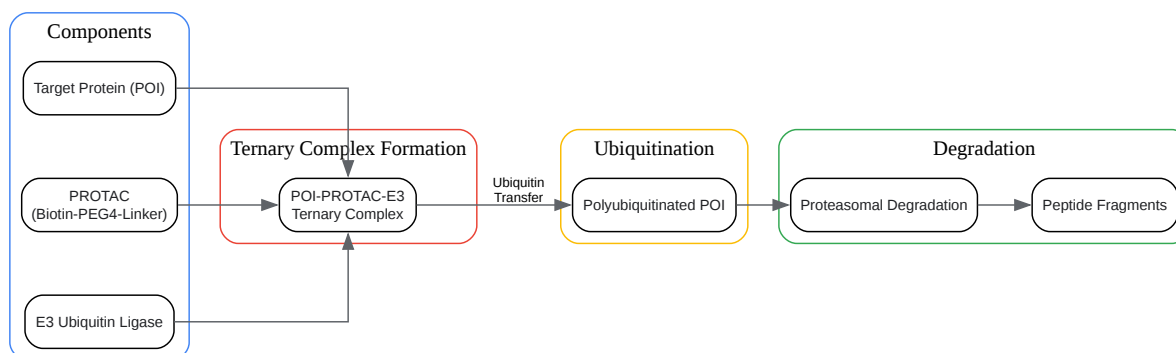 Components
Target Protein (POI)
PROTAC
(Biotin-PEG4-Linker)
E3 Ubiquitin Ligase
Ternary Complex Formation
POI-PROTAC-E3
Ternary Complex
Ubiquitin
Transfer
Ubiquitination
Polyubiquitinated POI
Degradation
Proteasomal Degradation
Peptide Fragments